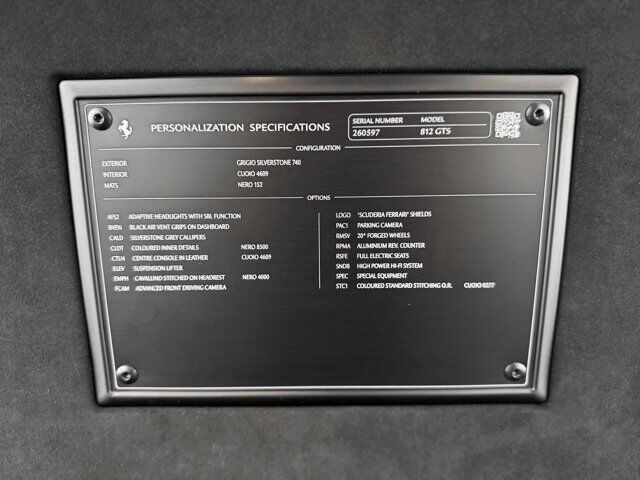 PERSONALIZATION SPECIFICATIONS
SERIAL NUMBER MODEL
260597 812 GTS
CONFIGURATION
EXTERIOR GRIGIO SILVERSTONE 740
INTERIOR CUOIO 4609
MATS NERO 152
OPTIONS
AFS2 ADAPTIVE HEADLIGHTS WITH SBL FUNCTION
BVEN BLACK AIR VENT GRIPS ON DASHBOARD
CALD SILVERSTONE GREY CALLIPERS
CLDT COLOURED INNER DETAILS NERO 8500
CTU4 CENTRE CONSOLE IN LEATHER CUOIO 4609
ELEV SUSPENSION LIFTER
EMPH CAVALLINO STITCHED ON HEADREST NERO 4000
FCAM ADVANCED FRONT DRIVING CAMERA
LOGO "SCUDERIA FERRARI" SHIELDS
PAC1 PARKING CAMERA
RMSV 20" FORGED WHEELS
RPMA ALUMINIUM REV. COUNTER
RSFE FULL ELECTRIC SEATS
SNDB HIGH POWER HI-FI SYSTEM
SPEC SPECIAL EQUIPMENT
STC1 COLOURED STANDARD STITCHING O.R. CUOIO 0277